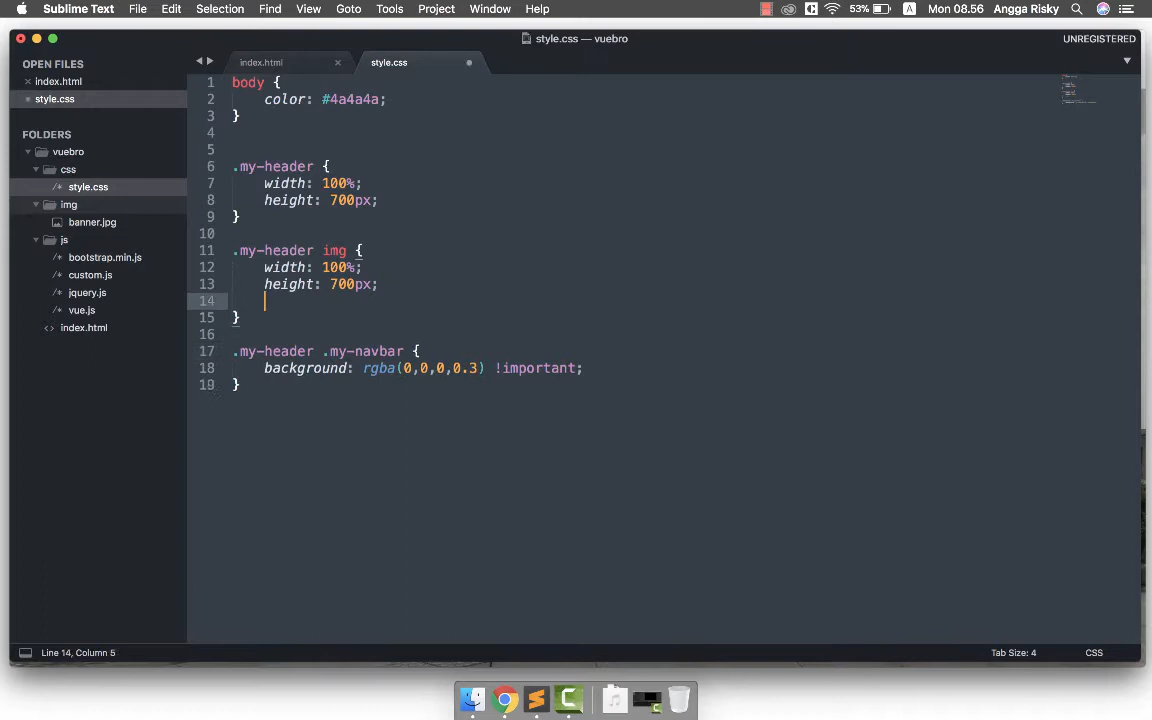 Sublime Text File Edit Selection Find View Goto Tools Project Window Help 53% A Mon 08.56 Angga Risky
style.css — vuebro UNREGISTERED
OPEN FILES
index.html
style.css
FOLDERS
vuebro
css
/* style.css
img
banner.jpg
js
/* bootstrap.min.js
/* custom.js
/* jquery.js
/* vue.js
<> index.html
index.html style.css
1 body {
2 color: #4a4a4a;
3 }
4
5
6 .my-header {
7 width: 100%;
8 height: 700px;
9 }
10
11 .my-header img {
12 width: 100%;
13 height: 700px;
14
15 }
16
17 .my-header .my-navbar {
18 background: rgba(0,0,0,0.3) !important;
19 }
Line 14, Column 5 Tab Size: 4 CSS